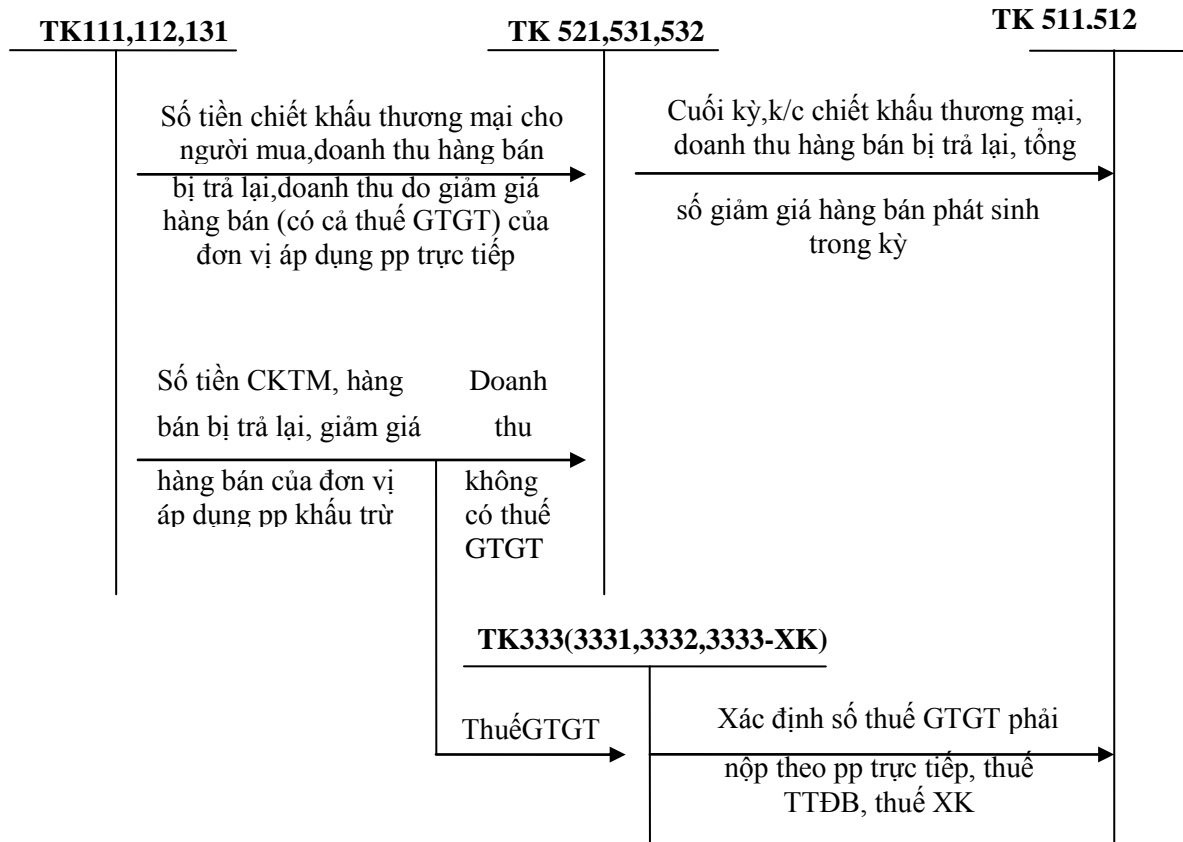 TK111,112,131
TK 521,531,532
TK 511.512
Số tiền chiết khấu thương mại cho
người mua,doanh thu hàng bán
bị trả lại,doanh thu do giảm giá
hàng bán (có cả thuế GTGT) của
đơn vị áp dụng pp trực tiếp
Cuối kỳ,k/c chiết khấu thương mại,
doanh thu hàng bán bị trả lại, tổng
số giảm giá hàng bán phát sinh
trong kỳ
Số tiền CKTM, hàng
bán bị trả lại, giảm giá
hàng bán của đơn vị
áp dụng pp khấu trừ
Doanh
thu
không
có thuế
GTGT
TK333(3331,3332,3333-XK)
ThuếGTGT
Xác định số thuế GTGT phải
nộp theo pp trực tiếp, thuế
TTĐB, thuế XK